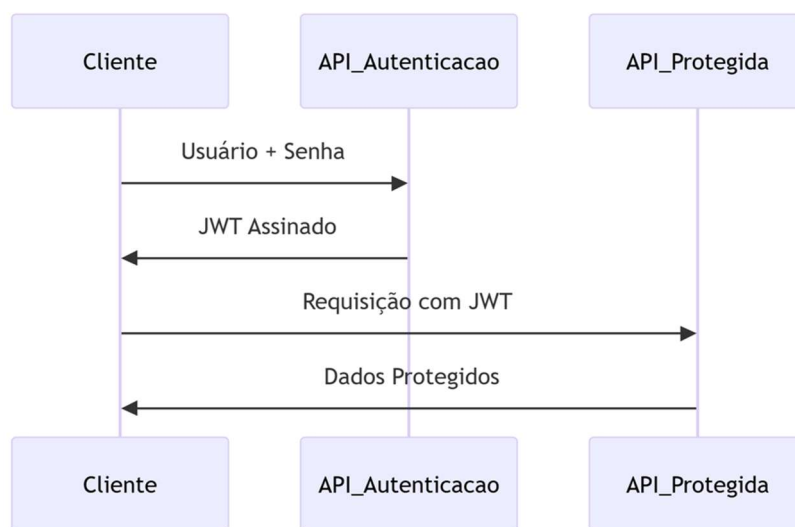 Cliente API_Autenticacao API_Protegida
Usuário + Senha
JWT Assinado
Requisição com JWT
Dados Protegidos
Cliente API_Autenticacao API_Protegida